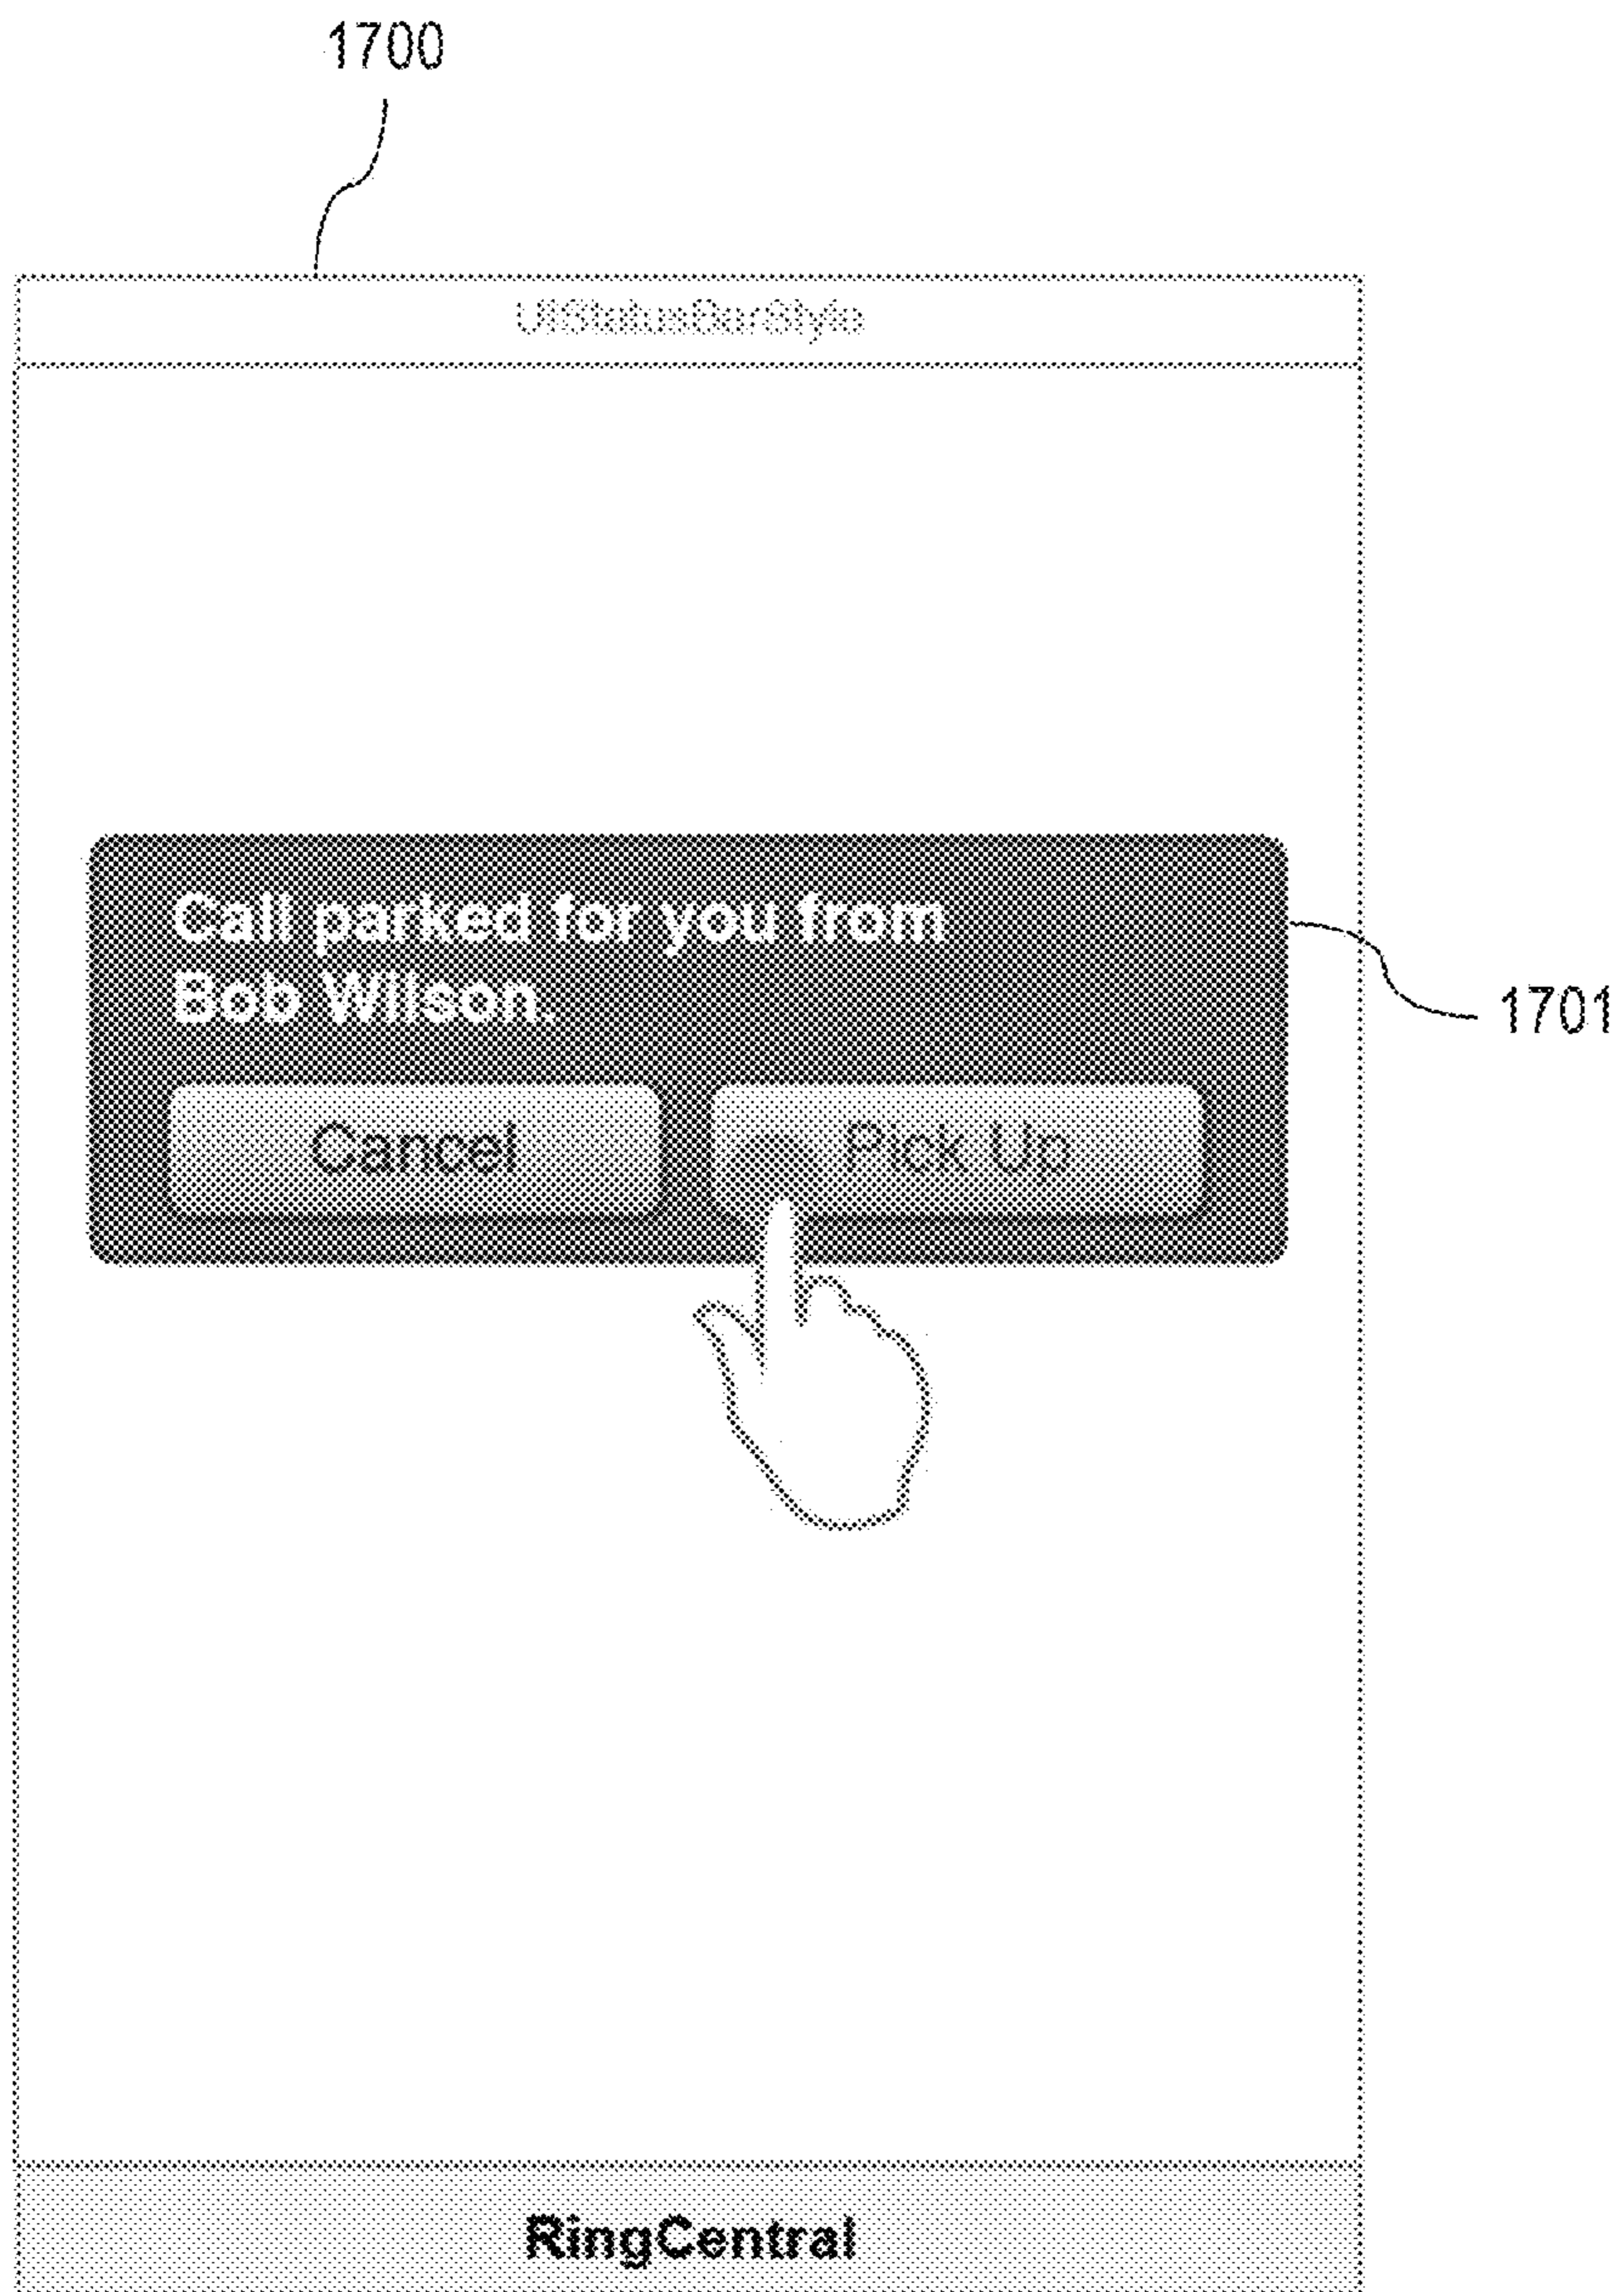 1700
UIStatusBarStyle
Call parked for you from
Bob Wilson.
1701
Cancel
Pick Up
RingCentral